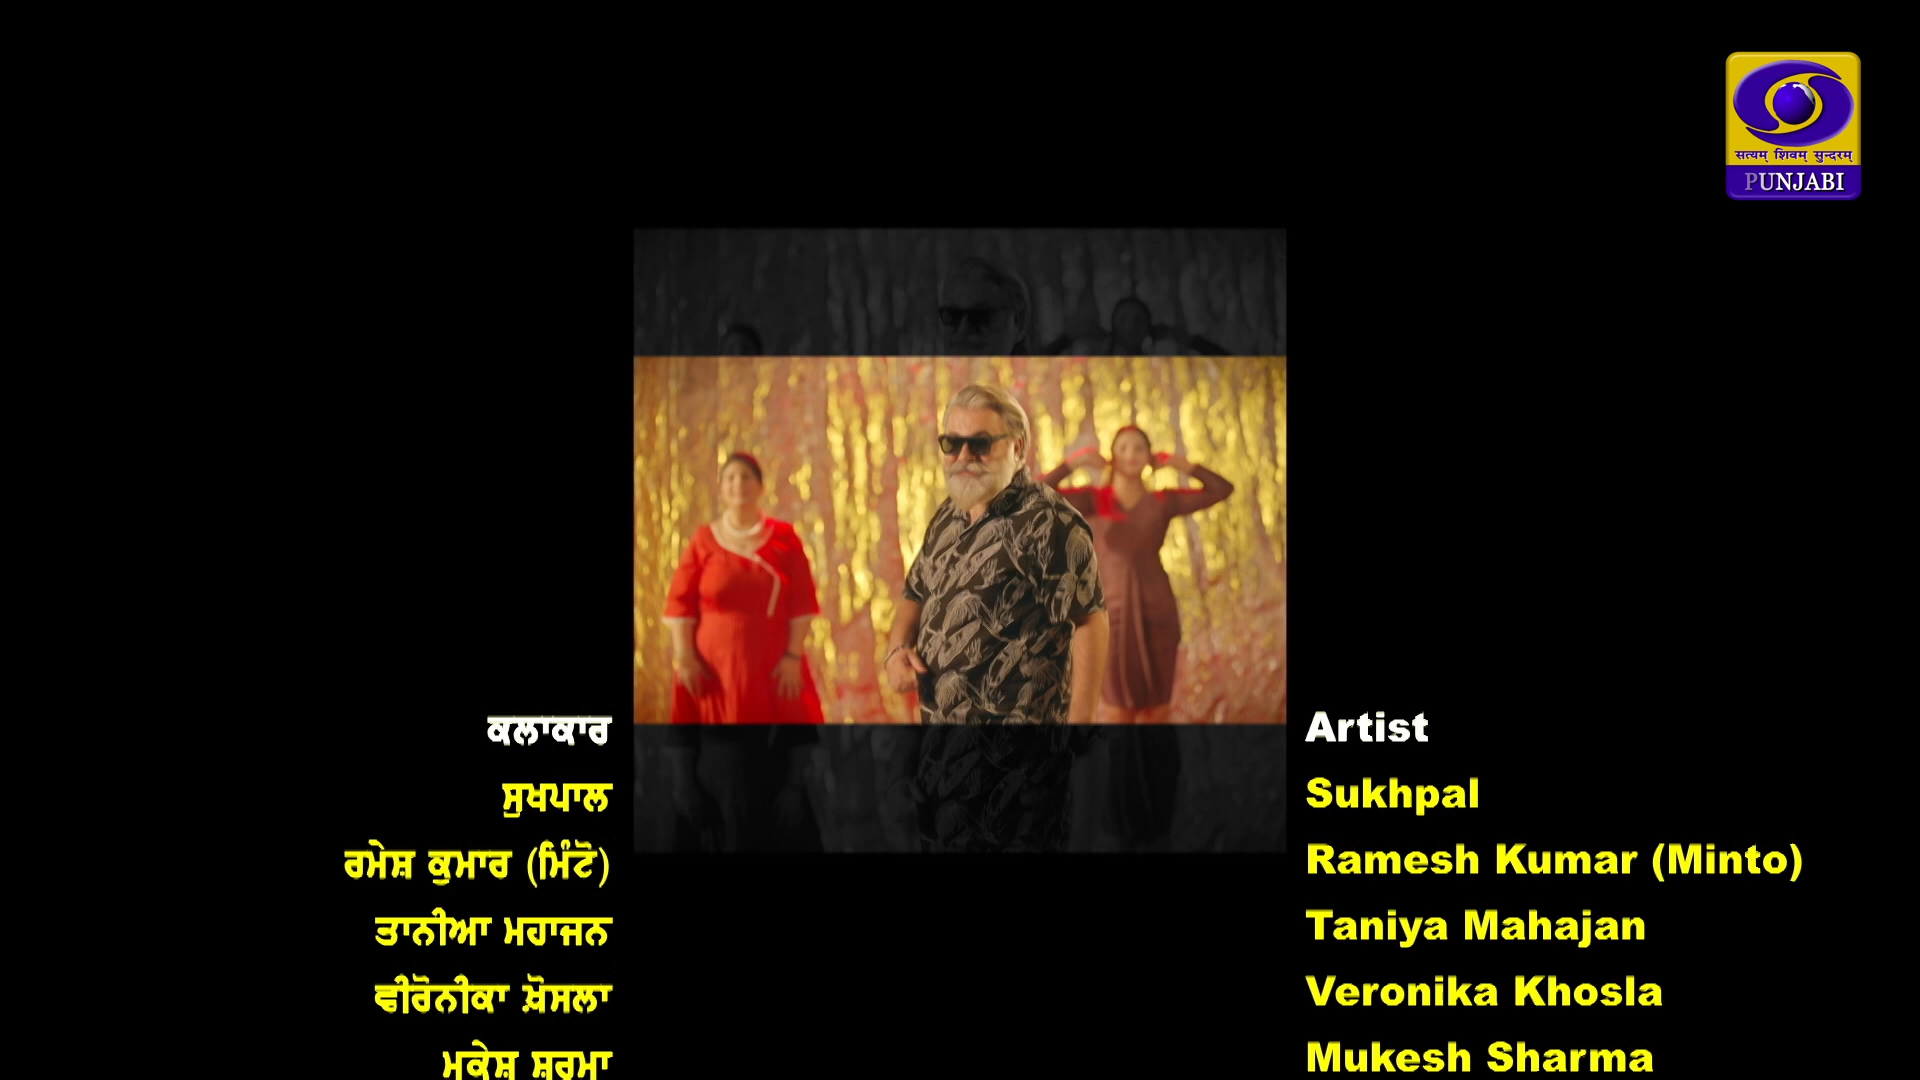 सत्यम् शिवम् सुन्दरम्
PUNJABI
ਕਲਾਕਾਰ Artist
ਸੁਖਪਾਲ Sukhpal
ਰਮੇਸ਼ ਕੁਮਾਰ (ਮਿੰਟੋ) Ramesh Kumar (Minto)
ਤਾਨੀਆ ਮਹਾਜਨ Taniya Mahajan
ਵੀਰੋਨੀਕਾ ਖ਼ੋਸਲਾ Veronika Khosla
ਮੁਕੇਸ਼ ਸ਼ਰਮਾ Mukesh Sharma